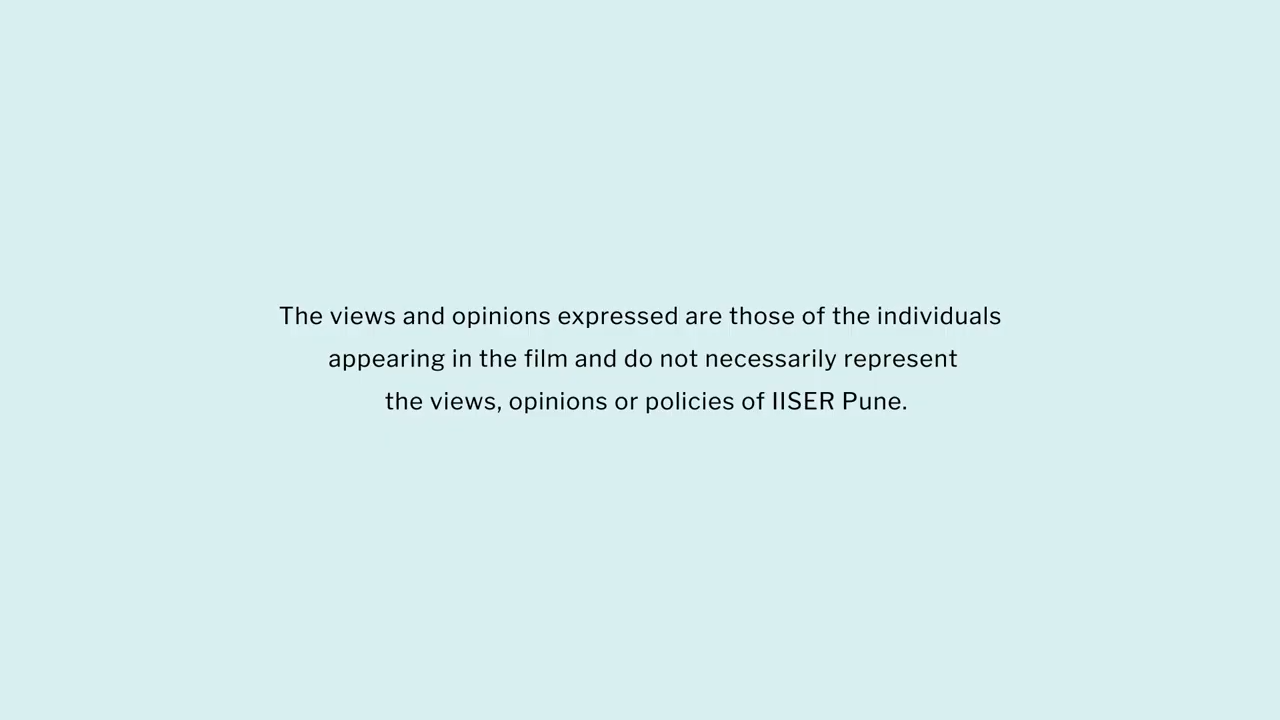 The views and opinions expressed are those of the individuals
appearing in the film and do not necessarily represent
the views, opinions or policies of IISER Pune.